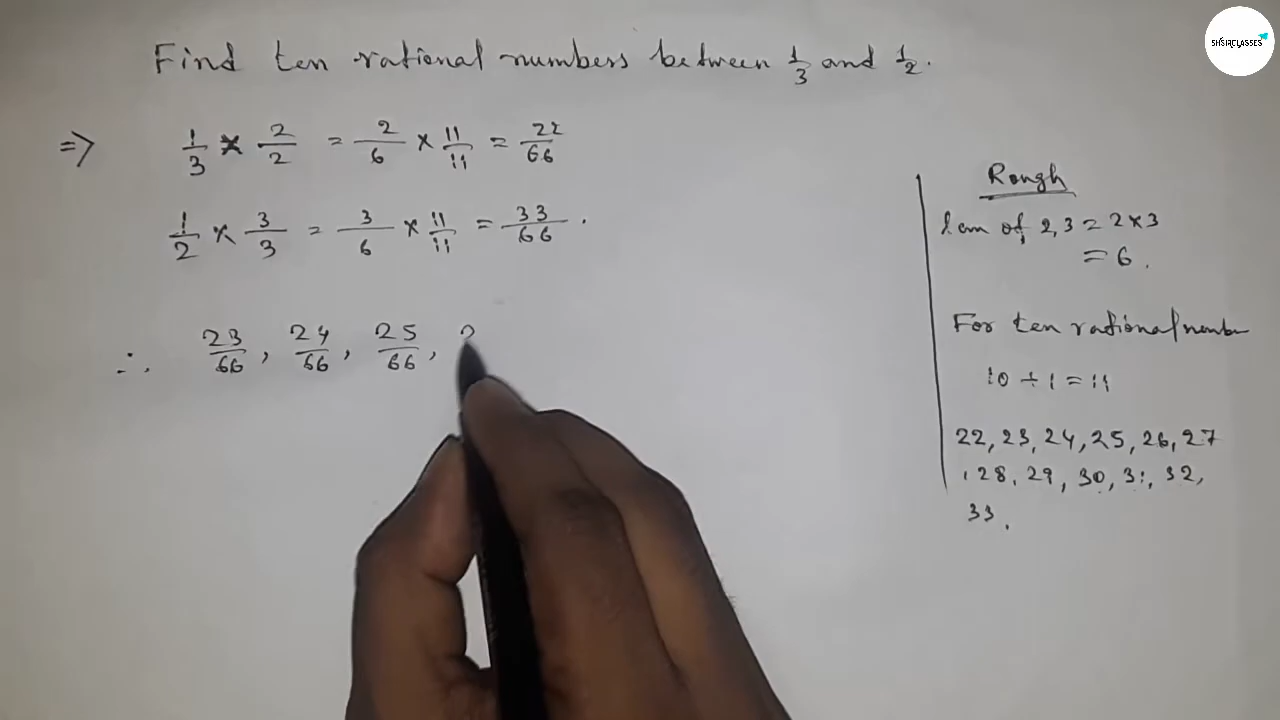 SHSIRCLASSES
Find ten rational numbers between 1/3 and 1/2.
=> 1/3 × 2/2 = 2/6 × 11/11 = 22/66
1/2 × 3/3 = 3/6 × 11/11 = 33/66.
∴ 23/66, 24/66, 25/66, 2
Rough
lcm of 2,3 = 2×3
= 6.
For ten rational number
10 + 1 = 11
22, 23, 24, 25, 26, 27
, 28, 29, 30, 31, 32,
33.